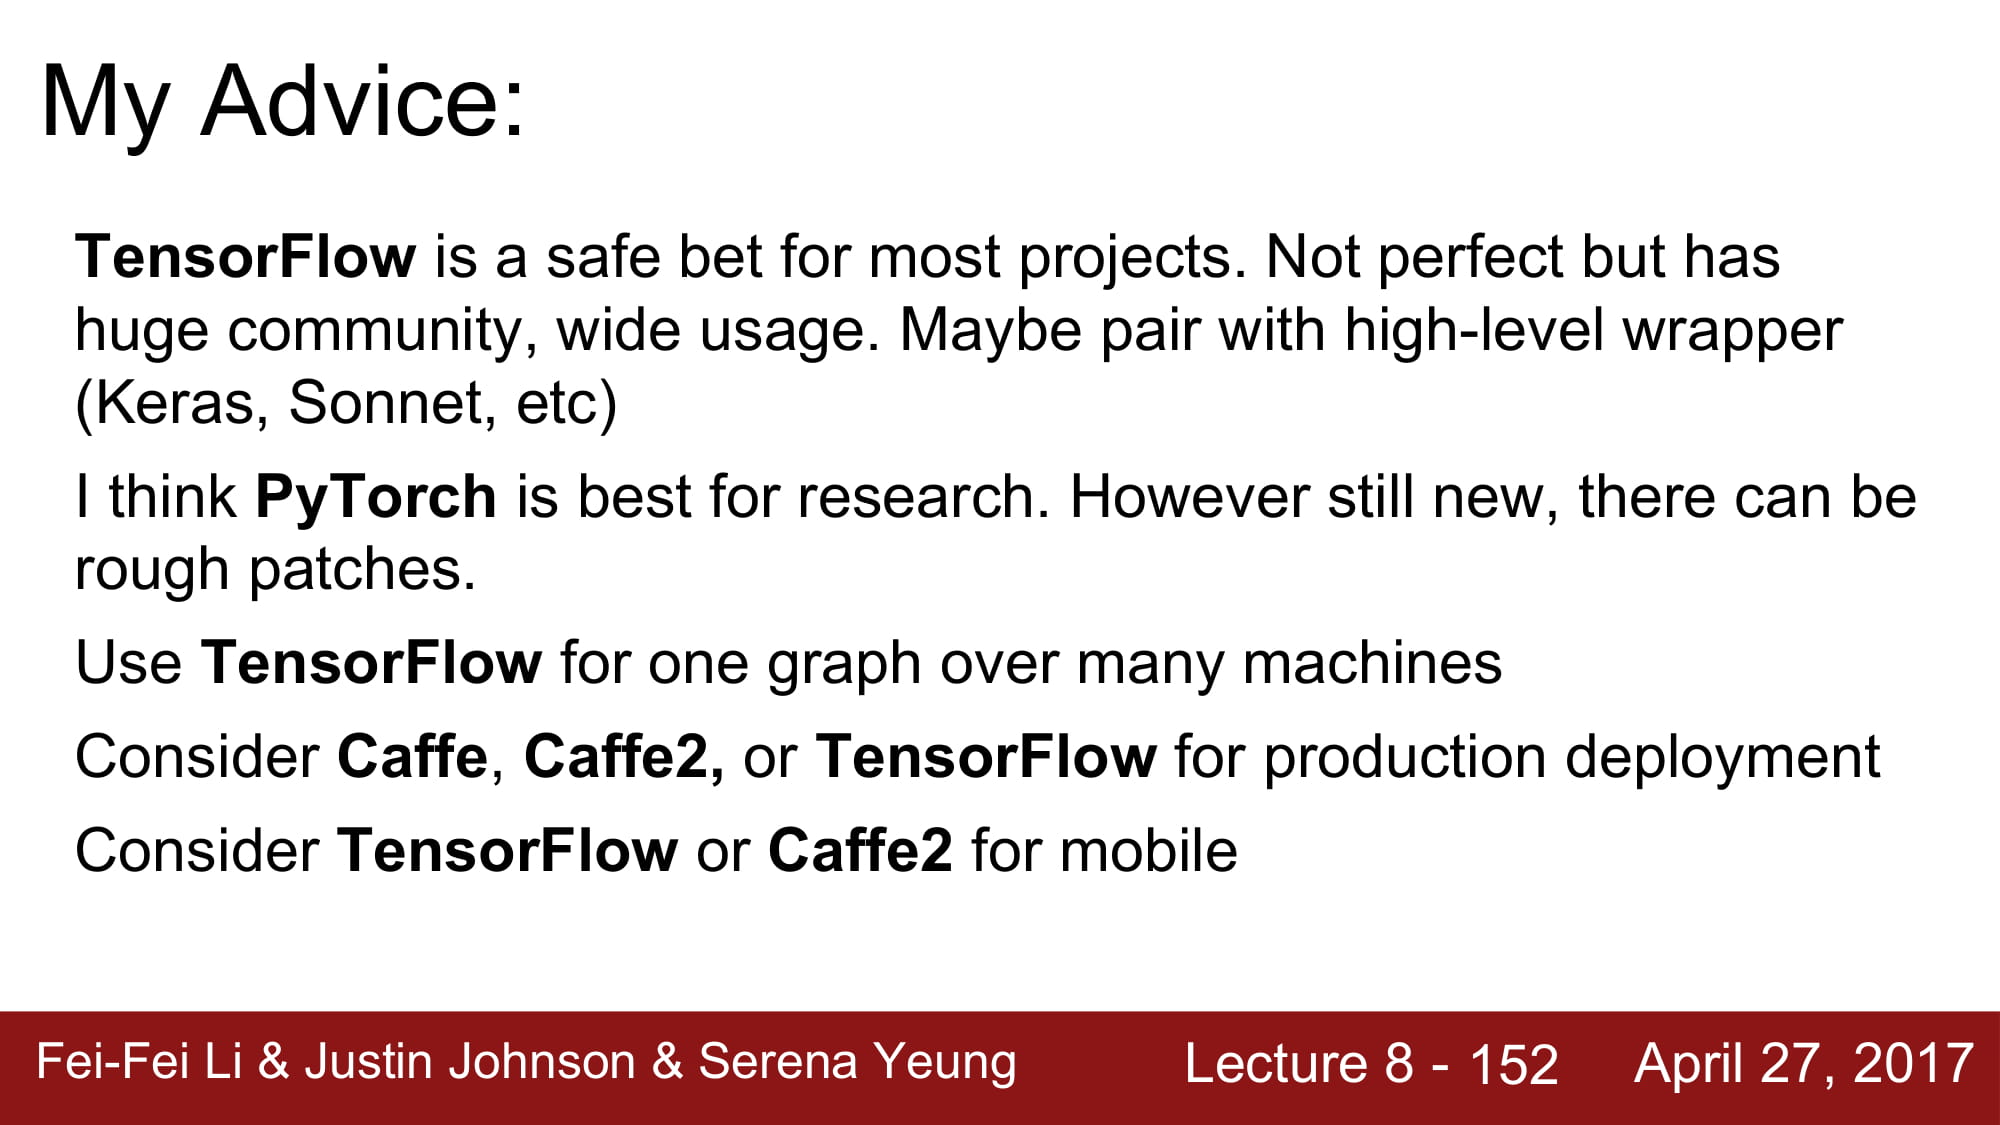 My Advice:
TensorFlow is a safe bet for most projects. Not perfect but has
huge community, wide usage. Maybe pair with high-level wrapper
(Keras, Sonnet, etc)
I think PyTorch is best for research. However still new, there can be
rough patches.
Use TensorFlow for one graph over many machines
Consider Caffe, Caffe2, or TensorFlow for production deployment
Consider TensorFlow or Caffe2 for mobile
Fei-Fei Li & Justin Johnson & Serena Yeung Lecture 8 - 152 April 27, 2017